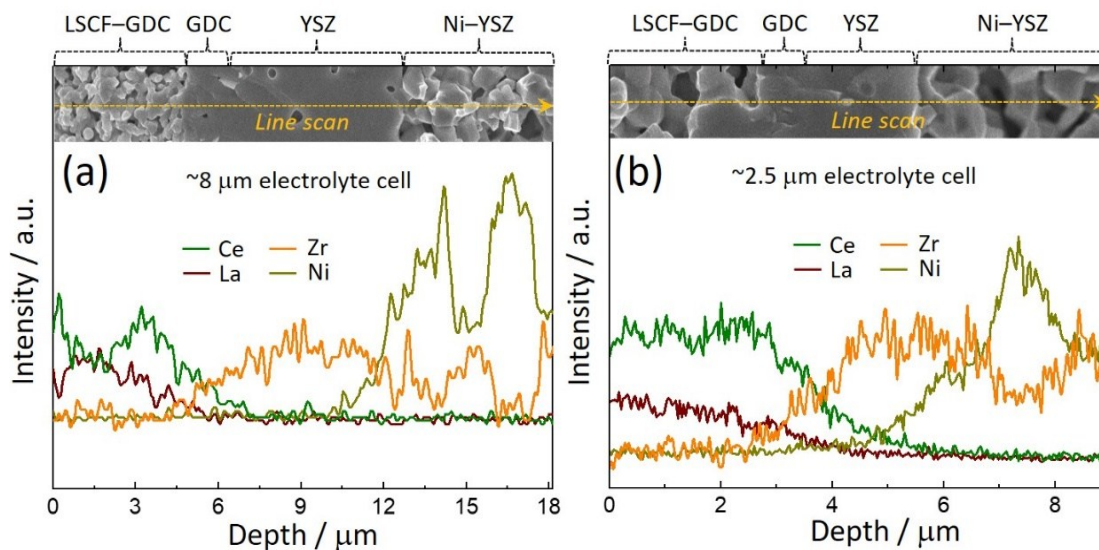 LSCF–GDC GDC YSZ Ni–YSZ
Line scan
(a)
~8 μm electrolyte cell
Ce Zr
La Ni
Intensity / a.u.
0 3 6 9 12 15 18
Depth / μm
LSCF–GDC GDC YSZ Ni–YSZ
Line scan
(b)
~2.5 μm electrolyte cell
Ce Zr
La Ni
Intensity / a.u.
0 2 4 6 8
Depth / μm